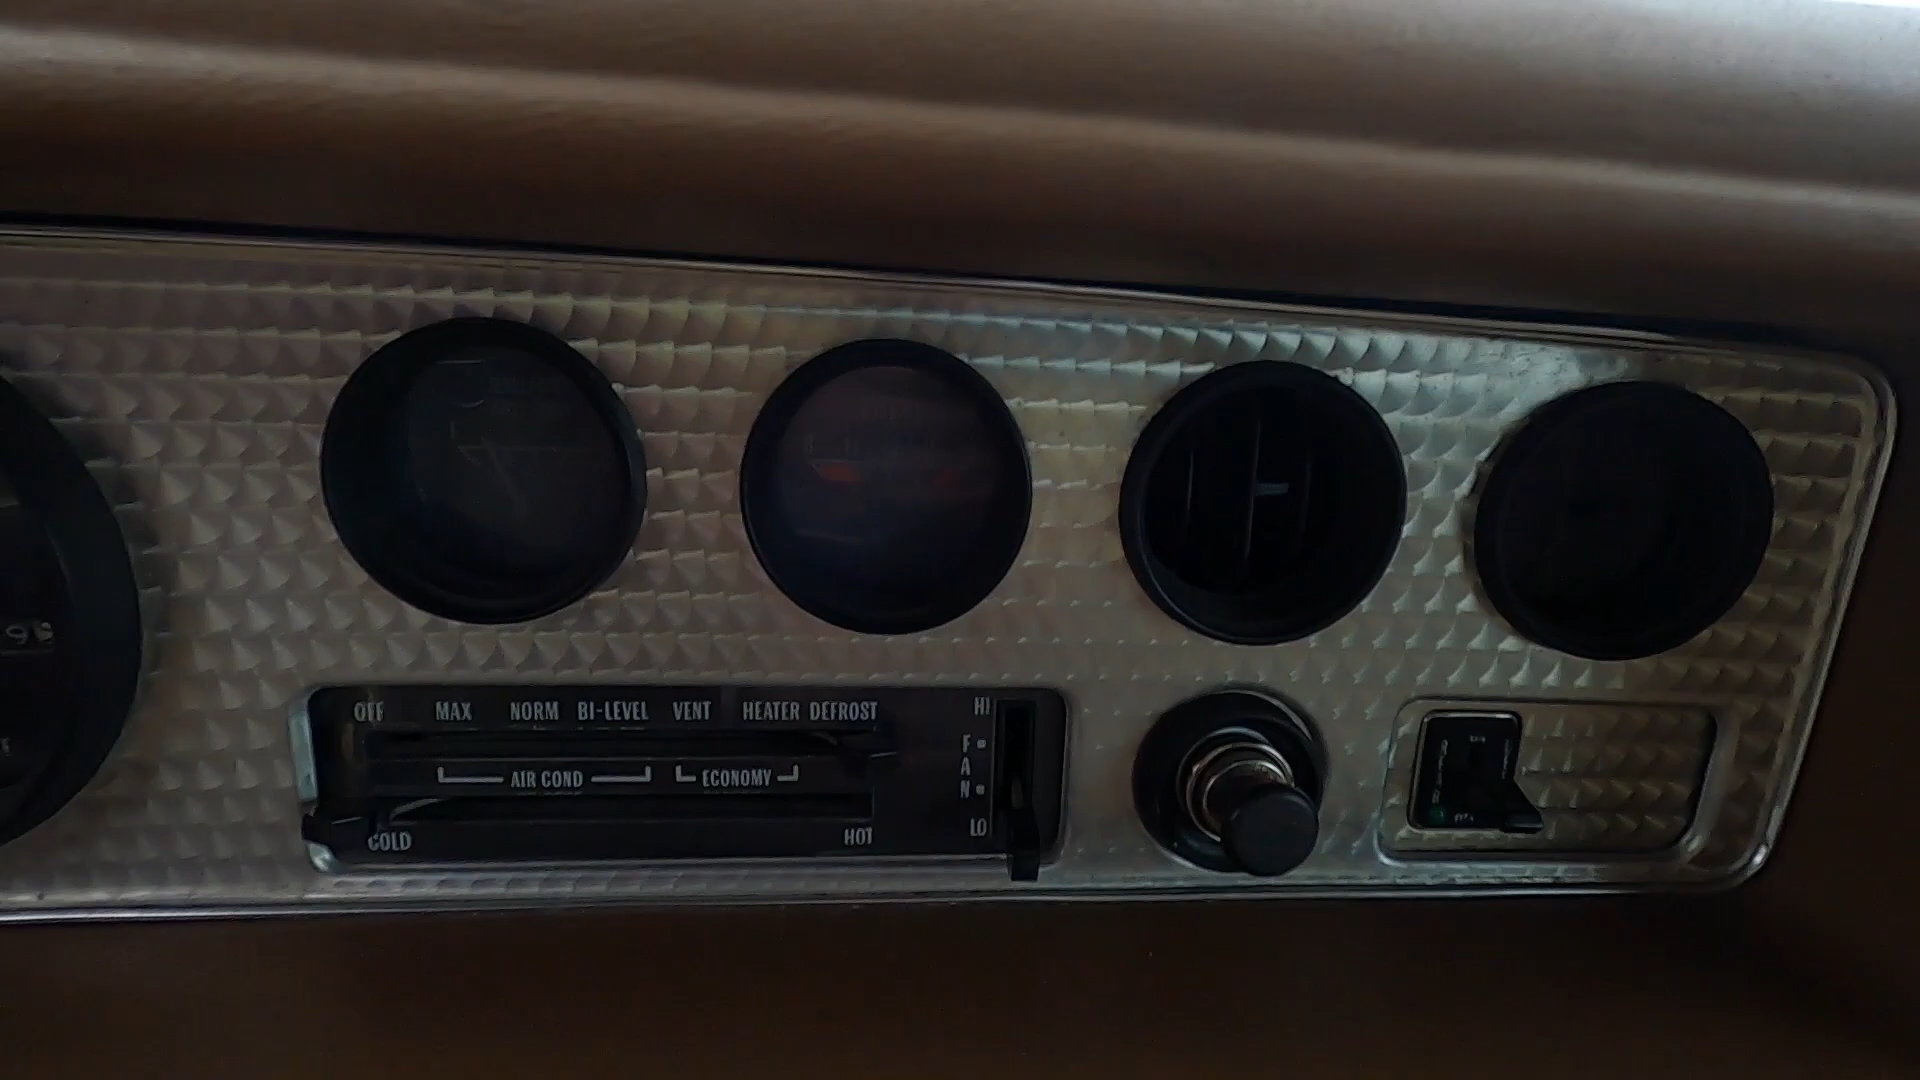 OFF MAX NORM BI-LEVEL VENT HEATER DEFROST
AIR COND ECONOMY
COLD HOT
HI
FAN
LO